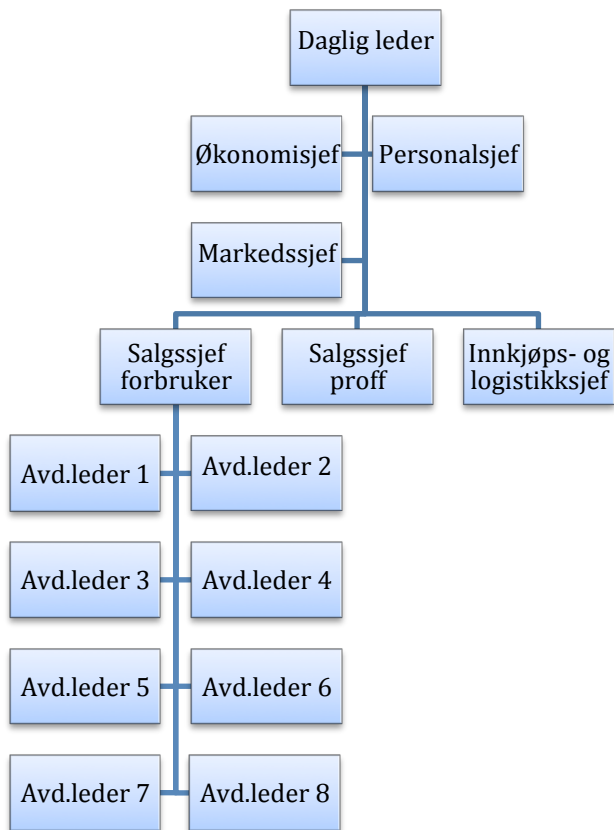 Daglig leder
Økonomisjef
Personalsjef
Markedssjef
Salgssjef
forbruker
Salgssjef
proff
Innkjøps- og
logistikksjef
Avd.leder 1
Avd.leder 2
Avd.leder 3
Avd.leder 4
Avd.leder 5
Avd.leder 6
Avd.leder 7
Avd.leder 8